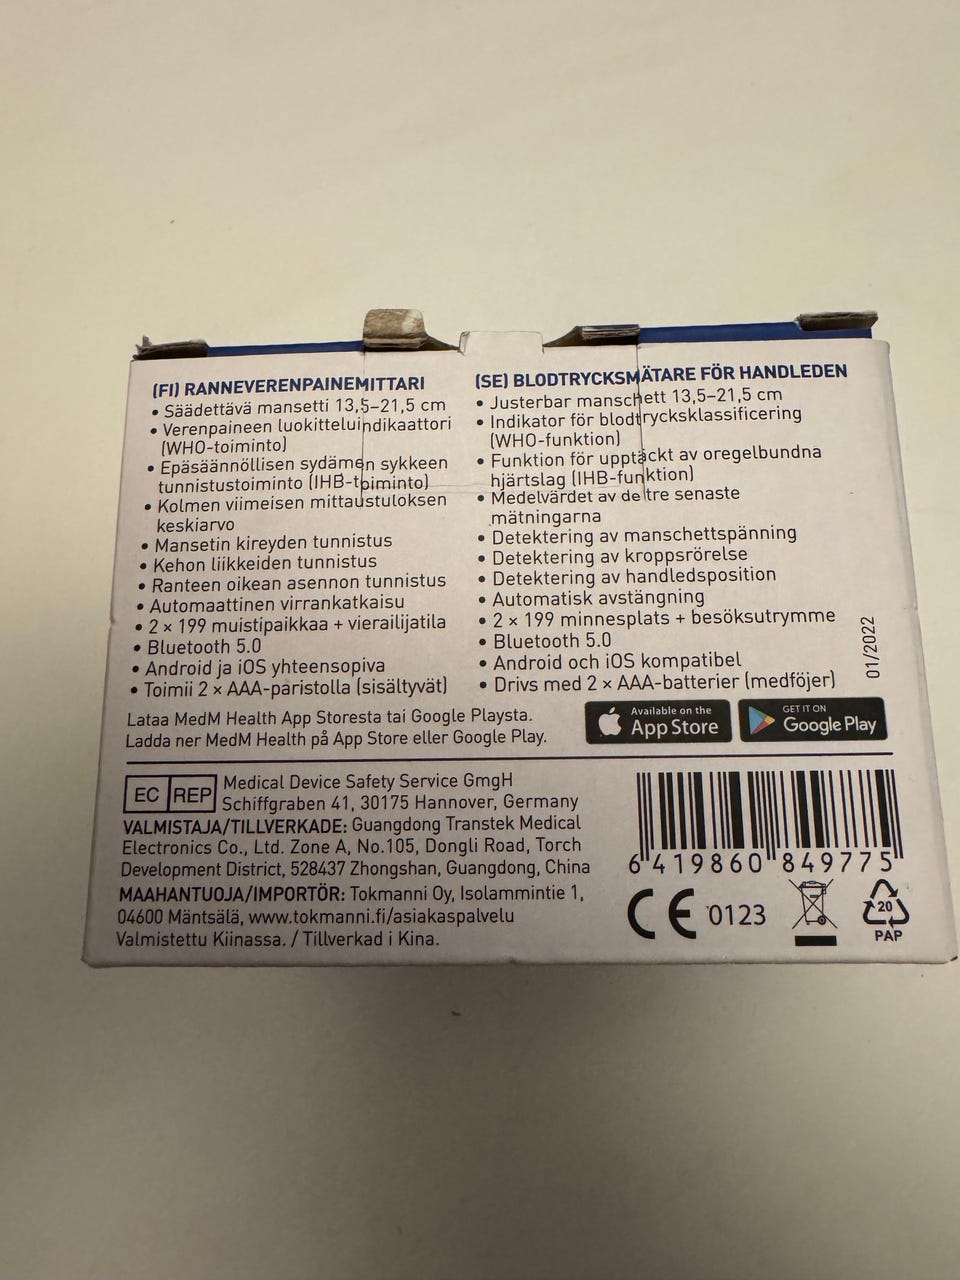 (FI) RANNEVERENPAINEMITTARI
• Säädettävä mansetti 13,5–21,5 cm
• Verenpaineen luokitteluindikaattori
(WHO-toiminto)
• Epäsäännöllisen sydämen sykkeen
tunnistustoiminto (IHB-toiminto)
• Kolmen viimeisen mittaustuloksen
keskiarvo
• Mansetin kireyden tunnistus
• Kehon liikkeiden tunnistus
• Ranteen oikean asennon tunnistus
• Automaattinen virrankatkaisu
• 2 × 199 muistipaikkaa + vierailijatila
• Bluetooth 5.0
• Android ja iOS yhteensopiva
• Toimii 2 × AAA-paristolla (sisältyvät)
(SE) BLODTRYCKSMÄTARE FÖR HANDLEDEN
• Justerbar manschett 13,5–21,5 cm
• Indikator för blodtrycksklassificering
(WHO-funktion)
• Funktion för upptäckt av oregelbundna
hjärtslag (IHB-funktion)
• Medelvärdet av de tre senaste
mätningarna
• Detektering av manschettspänning
• Detektering av kroppsrörelse
• Detektering av handledsposition
• Automatisk avstängning
• 2 × 199 minnesplats + besöksutrymme
• Bluetooth 5.0
• Android och iOS kompatibel
• Drivs med 2 × AAA-batterier (medföjer)
01/2022
Lataa MedM Health App Storesta tai Google Playsta.
Ladda ner MedM Health på App Store eller Google Play.
Available on the
App Store
GET IT ON
Google Play
EC REP
Medical Device Safety Service GmgH
Schiffgraben 41, 30175 Hannover, Germany
VALMISTAJA/TILLVERKADE: Guangdong Transtek Medical
Electronics Co., Ltd. Zone A, No.105, Dongli Road, Torch
Development District, 528437 Zhongshan, Guangdong, China
MAAHANTUOJA/IMPORTÖR: Tokmanni Oy, Isolammintie 1,
04600 Mäntsälä, www.tokmanni.fi/asiakaspalvelu
Valmistettu Kiinassa. / Tillverkad i Kina.
6 419860 849775
CE 0123
20
PAP